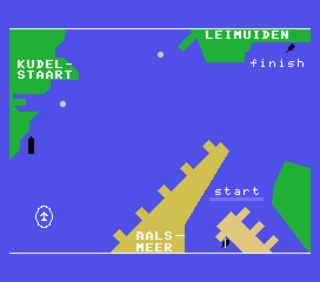 LEIMUIDEN
KUDEL-
STAART
finish
start
AALS-
MEER